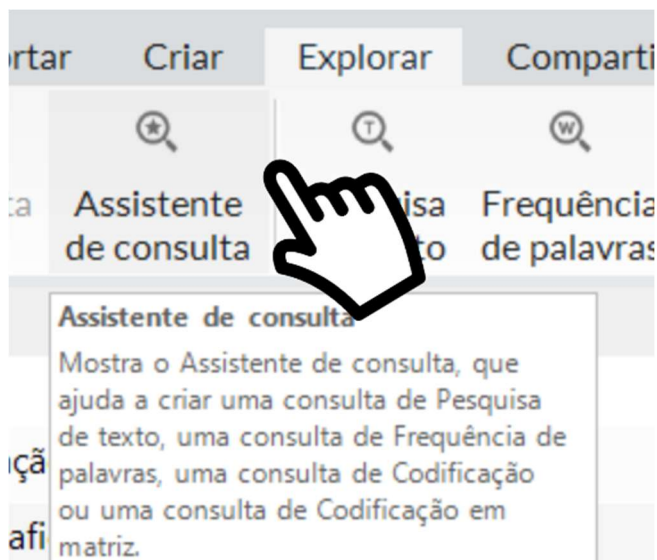 rtar Criar Explorar Comparti
ta Assistente isa Frequência
de consulta to de palavras
Assistente de consulta
Mostra o Assistente de consulta, que
ajuda a criar uma consulta de Pesquisa
de texto, uma consulta de Frequência de
çã palavras, uma consulta de Codificação
ou uma consulta de Codificação em
afi matriz.